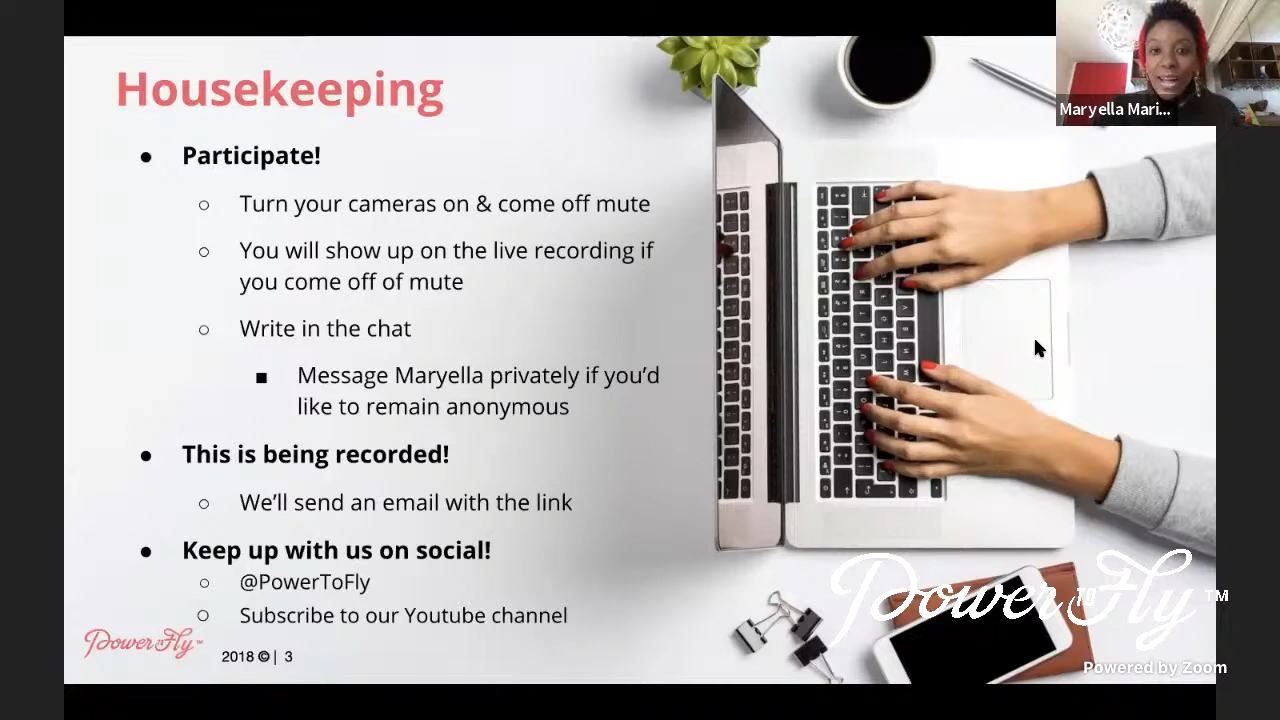 Housekeeping
Maryella Mari...
● Participate!
○ Turn your cameras on & come off mute
○ You will show up on the live recording if
you come off of mute
○ Write in the chat
■ Message Maryella privately if you’d
like to remain anonymous
● This is being recorded!
○ We’ll send an email with the link
● Keep up with us on social!
○ @PowerToFly
○ Subscribe to our Youtube channel
PowerToFly™
2018 © | 3
PowerToFly™
Powered by Zoom